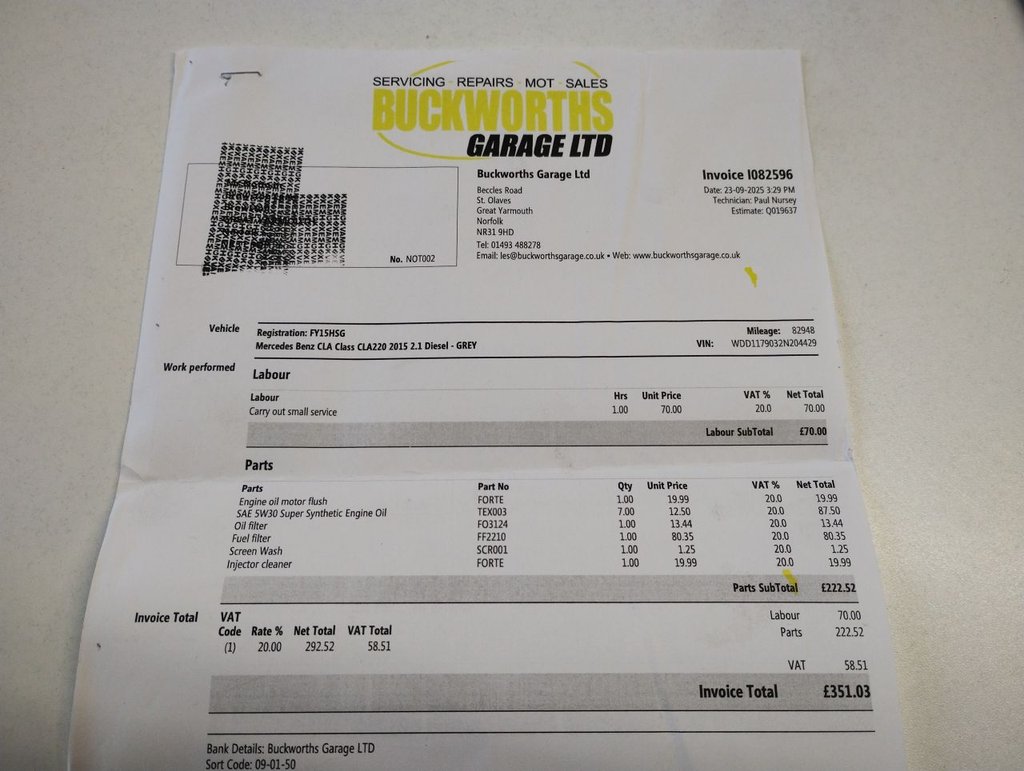 SERVICING REPAIRS MOT SALES
BUCKWORTHS
GARAGE LTD
Buckworths Garage Ltd
Beccles Road
St. Olaves
Great Yarmouth
Norfolk
NR31 9HD
Tel: 01493 488278
Email: les@buckworthsgarage.co.uk • Web: www.buckworthsgarage.co.uk
Invoice I082596
Date: 23-09-2025 3:29 PM
Technician: Paul Nursey
Estimate: Q019637
No. NOT002
Vehicle
Registration: FY15HSG Mileage: 82948
Mercedes Benz CLA Class CLA220 2015 2.1 Diesel - GREY VIN: WDD1179032N204429
Work performed
Labour
Labour Hrs Unit Price VAT % Net Total
Carry out small service 1.00 70.00 20.0 70.00
Labour SubTotal £70.00
Parts
Parts Part No Qty Unit Price VAT % Net Total
Engine oil motor flush FORTE 1.00 19.99 20.0 19.99
SAE 5W30 Super Synthetic Engine Oil TEX003 7.00 12.50 20.0 87.50
Oil filter FO3124 1.00 13.44 20.0 13.44
Fuel filter FF2210 1.00 80.35 20.0 80.35
Screen Wash SCR001 1.00 1.25 20.0 1.25
Injector cleaner FORTE 1.00 19.99 20.0 19.99
Parts SubTotal £222.52
Invoice Total
VAT
Code Rate % Net Total VAT Total
(1) 20.00 292.52 58.51
Labour 70.00
Parts 222.52
VAT 58.51
Invoice Total £351.03
Bank Details: Buckworths Garage LTD
Sort Code: 09-01-50